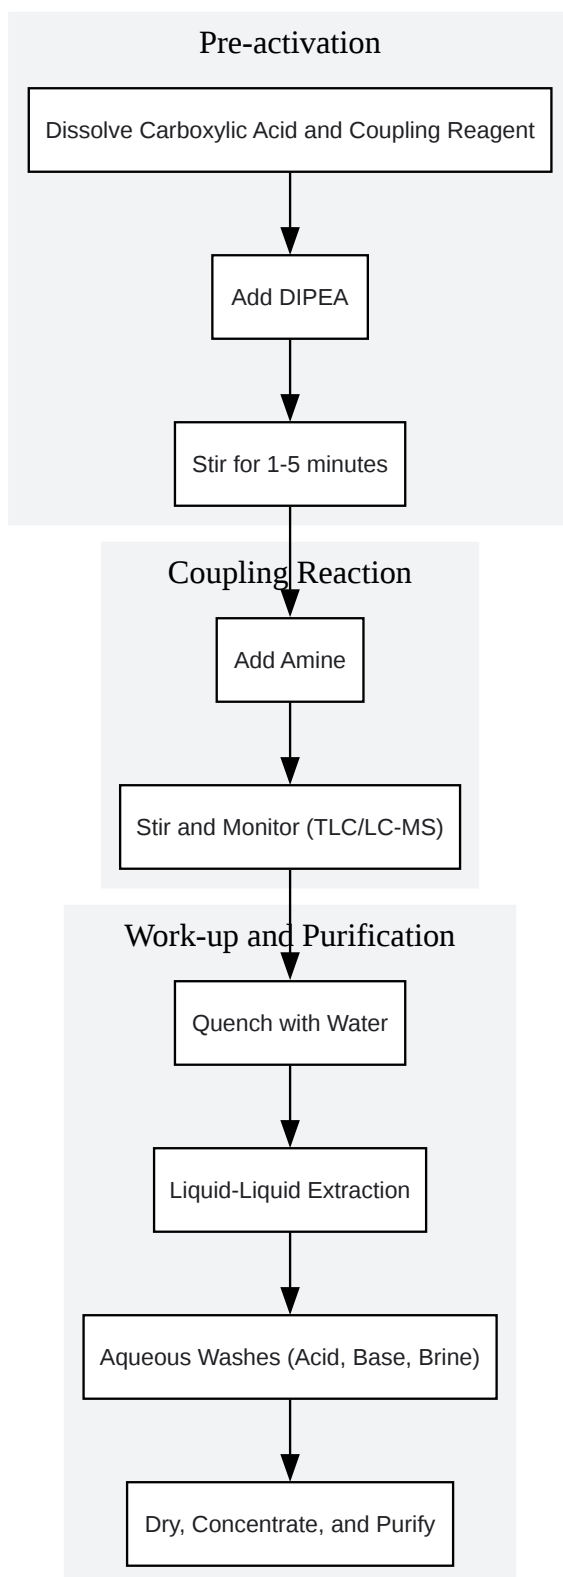 Pre-activation
Dissolve Carboxylic Acid and Coupling Reagent
Add DIPEA
Stir for 1-5 minutes
Coupling Reaction
Add Amine
Stir and Monitor (TLC/LC-MS)
Work-up and Purification
Quench with Water
Liquid-Liquid Extraction
Aqueous Washes (Acid, Base, Brine)
Dry, Concentrate, and Purify